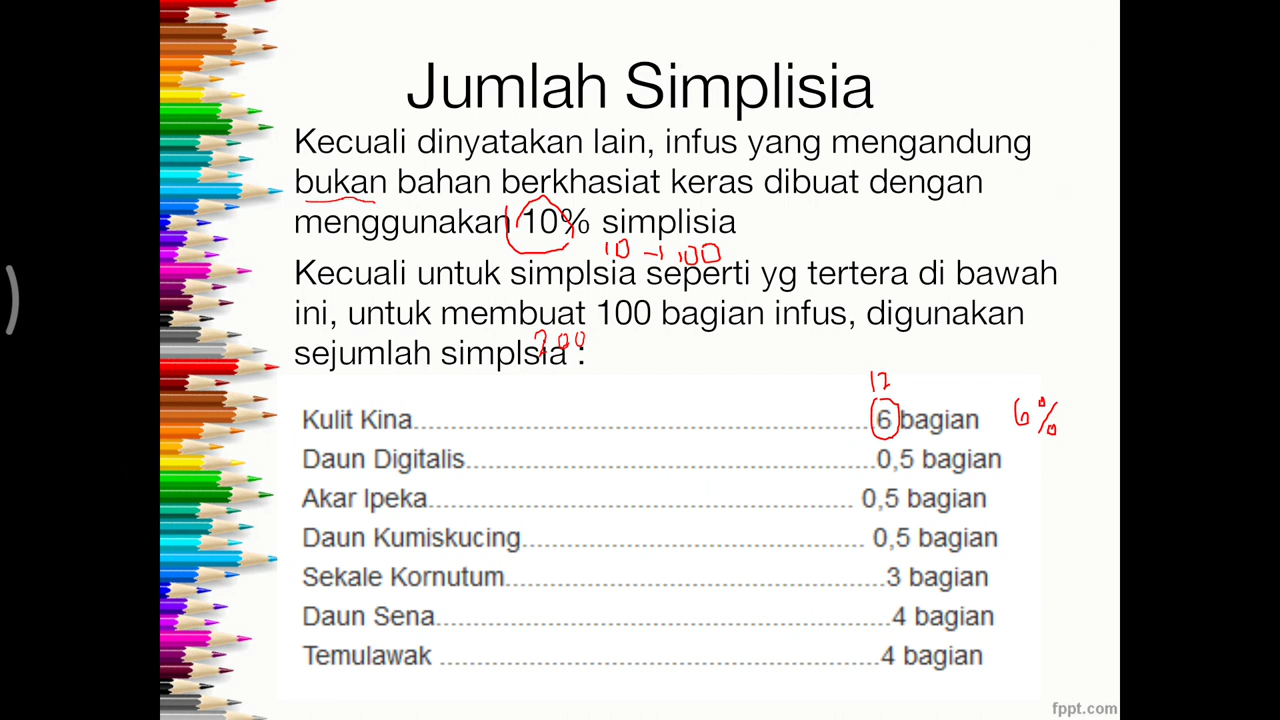 Jumlah Simplisia
Kecuali dinyatakan lain, infus yang mengandung
bukan bahan berkhasiat keras dibuat dengan
menggunakan 10% simplisia
10 → 100
Kecuali untuk simplsia seperti yg tertera di bawah
ini, untuk membuat 100 bagian infus, digunakan
200
sejumlah simplsia :
12
Kulit Kina........................................................................6 bagian 6%
Daun Digitalis.................................................................0,5 bagian
Akar Ipeka.................................................................... 0,5 bagian
Daun Kumiskucing....................................................... 0,5 bagian
Sekale Kornutum............................................................3 bagian
Daun Sena.......................................................................4 bagian
Temulawak .....................................................................4 bagian
fppt.com